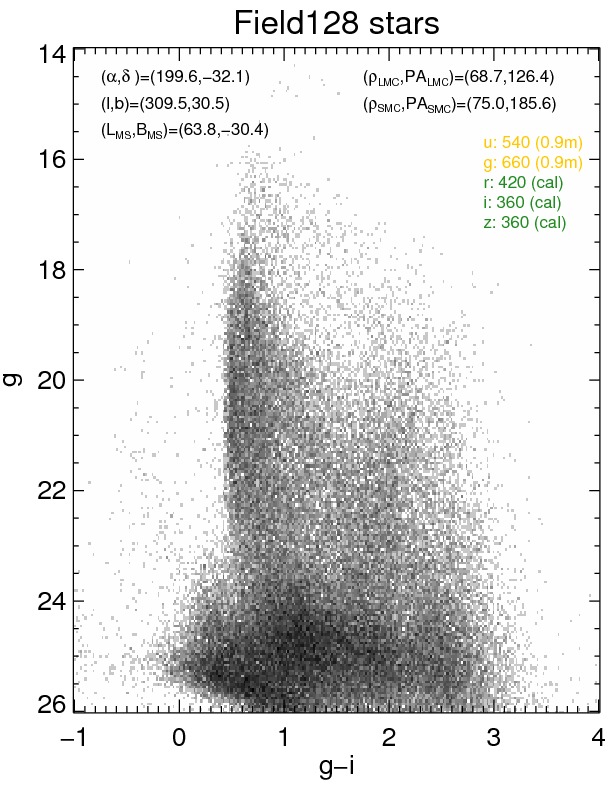 Field128 stars
(α,δ )=(199.6,−32.1)
(l,b)=(309.5,30.5)
(LMS,BMS)=(63.8,−30.4)
(ρLMC,PALMC)=(68.7,126.4)
(ρSMC,PASMC)=(75.0,185.6)
u: 540 (0.9m)
g: 660 (0.9m)
r: 420 (cal)
i: 360 (cal)
z: 360 (cal)
14
16
18
20
22
24
26
g
−1 0 1 2 3 4
g−i